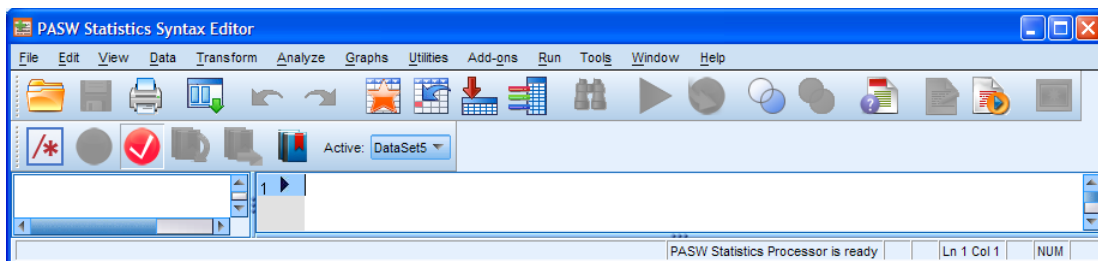 PASW Statistics Syntax Editor
File Edit View Data Transform Analyze Graphs Utilities Add-ons Run Tools Window Help
/* Active: DataSet5
1
PASW Statistics Processor is ready Ln 1 Col 1 NUM